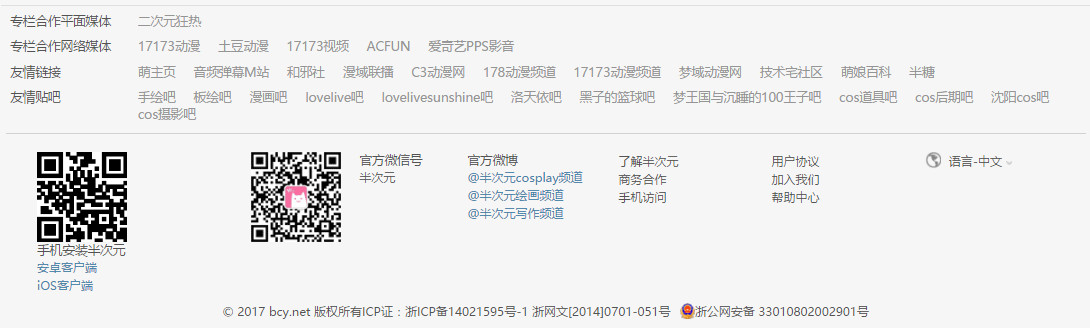 专栏合作平面媒体 二次元狂热
专栏合作网络媒体 17173动漫 土豆动漫 17173视频 ACFUN 爱奇艺PPS影音
友情链接 萌主页 音频弹幕M站 和邪社 漫域联播 C3动漫网 178动漫频道 17173动漫频道 梦域动漫网 技术宅社区 萌娘百科 半糖
友情贴吧 手绘吧 板绘吧 漫画吧 lovelive吧 lovelivesunshine吧 洛天依吧 黑子的篮球吧 梦王国与沉睡的100王子吧 cos道具吧 cos后期吧 沈阳cos吧
cos摄影吧
手机安装半次元
安卓客户端
iOS客户端
官方微信号
半次元
官方微博
@半次元cosplay频道
@半次元绘画频道
@半次元写作频道
了解半次元
商务合作
手机访问
用户协议
加入我们
帮助中心
语言-中文
© 2017 bcy.net 版权所有ICP证：浙ICP备14021595号-1 浙网文[2014]0701-051号 浙公网安备 33010802002901号